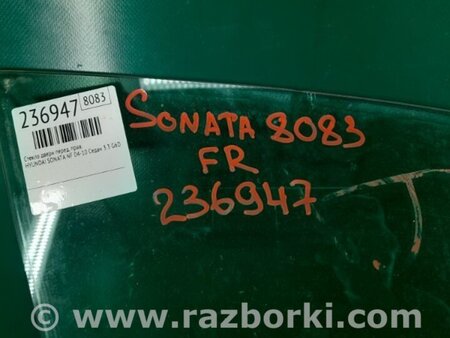 236947 8083
Стекло двери перед. прав.
HYUNDAI SONATA NF 04-10 Седан 3.3 G6D
SONATA 8083
FR
236947
www.razborki.com